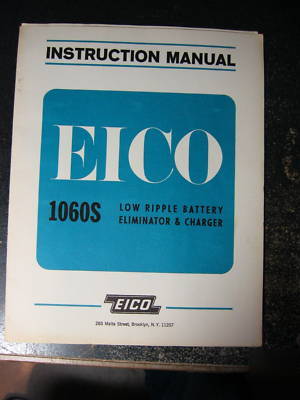 INSTRUCTION MANUAL
EICO
1060S
LOW RIPPLE BATTERY
ELIMINATOR & CHARGER
EICO
283 Malta Street, Brooklyn, N.Y. 11207